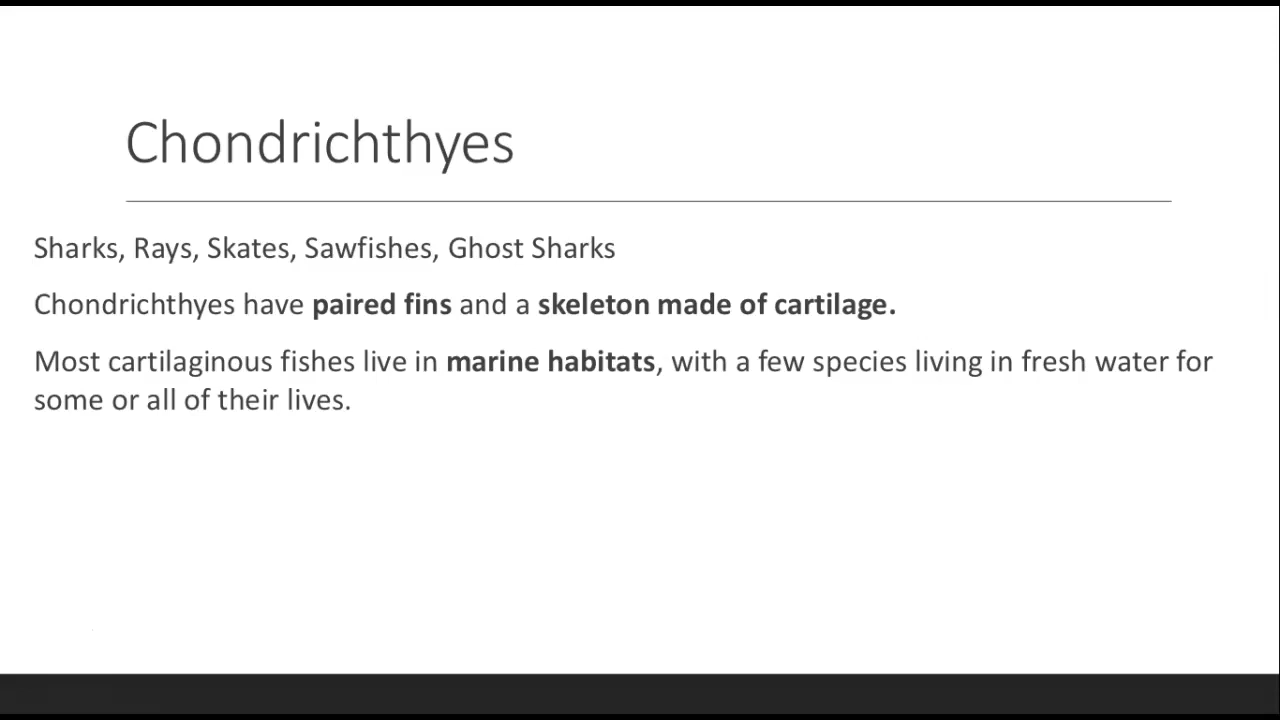 Chondrichthyes
Sharks, Rays, Skates, Sawfishes, Ghost Sharks
Chondrichthyes have paired fins and a skeleton made of cartilage.
Most cartilaginous fishes live in marine habitats, with a few species living in fresh water for
some or all of their lives.